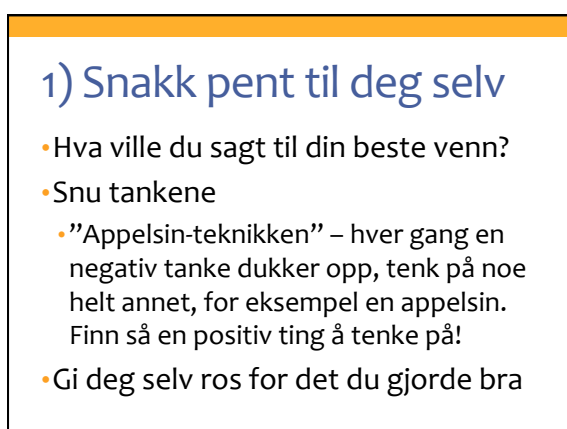 1) Snakk pent til deg selv
•Hva ville du sagt til din beste venn?
•Snu tankene
•”Appelsin-teknikken” – hver gang en
negativ tanke dukker opp, tenk på noe
helt annet, for eksempel en appelsin.
Finn så en positiv ting å tenke på!
•Gi deg selv ros for det du gjorde bra